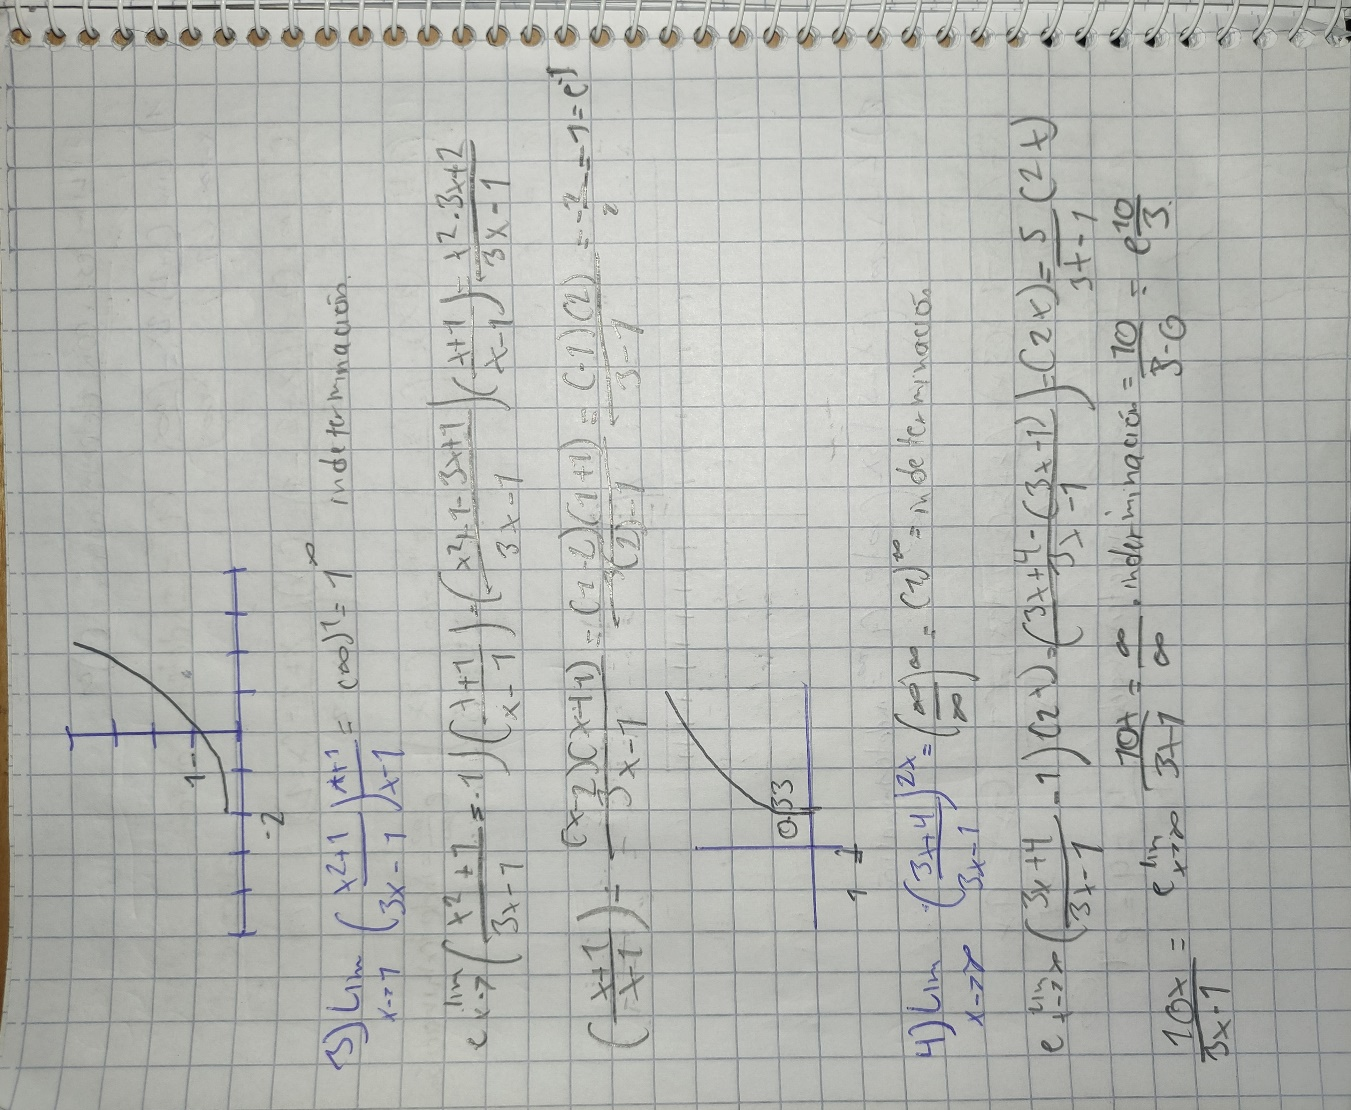 1
-2
3) Lim x→1 (x2+1 / 3x-1) x+1 / x-1 = (∞)1 = 1∞ indeterminación
e lim x→1 (x2+1 / 3x-1 - 1) (x+1 / x-1) = (x2+1-3x+1 / 3x-1) (x+1 / x-1) = x2-3x+2 / 3x-1
(x+1 / x-1) = (x-2)(x+1) / 3x-1 = (1-2)(1+1) / 3(1)-1 = (-1)(2) / 3-1 = -2 / 2 = -1 = e-1
0.33
1
4) Lim x→∞ (3x+4 / 3x-1) 2x = (∞ / ∞)∞ = (1)∞ = indeterminación
e Lim x→∞ (3x+4 / 3x-1 - 1) (2x) = (3x+4-(3x+1) / 3x-1) = (2x) = 5 / 3x-1 (2x)
10x / 3x-1 = e lim x→∞ 10x / 3x-1 = ∞ / ∞ . inderminación = 10 / 3-0 = e 10 / 3